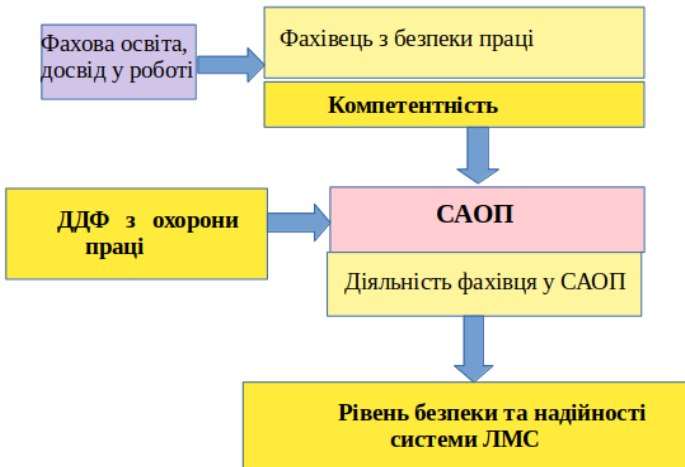 Фахова освіта,
досвід у роботі
Фахівець з безпеки праці
Компетентність
ДДФ з охорони
праці
САОП
Діяльність фахівця у САОП
Рівень безпеки та надійності
системи ЛМС